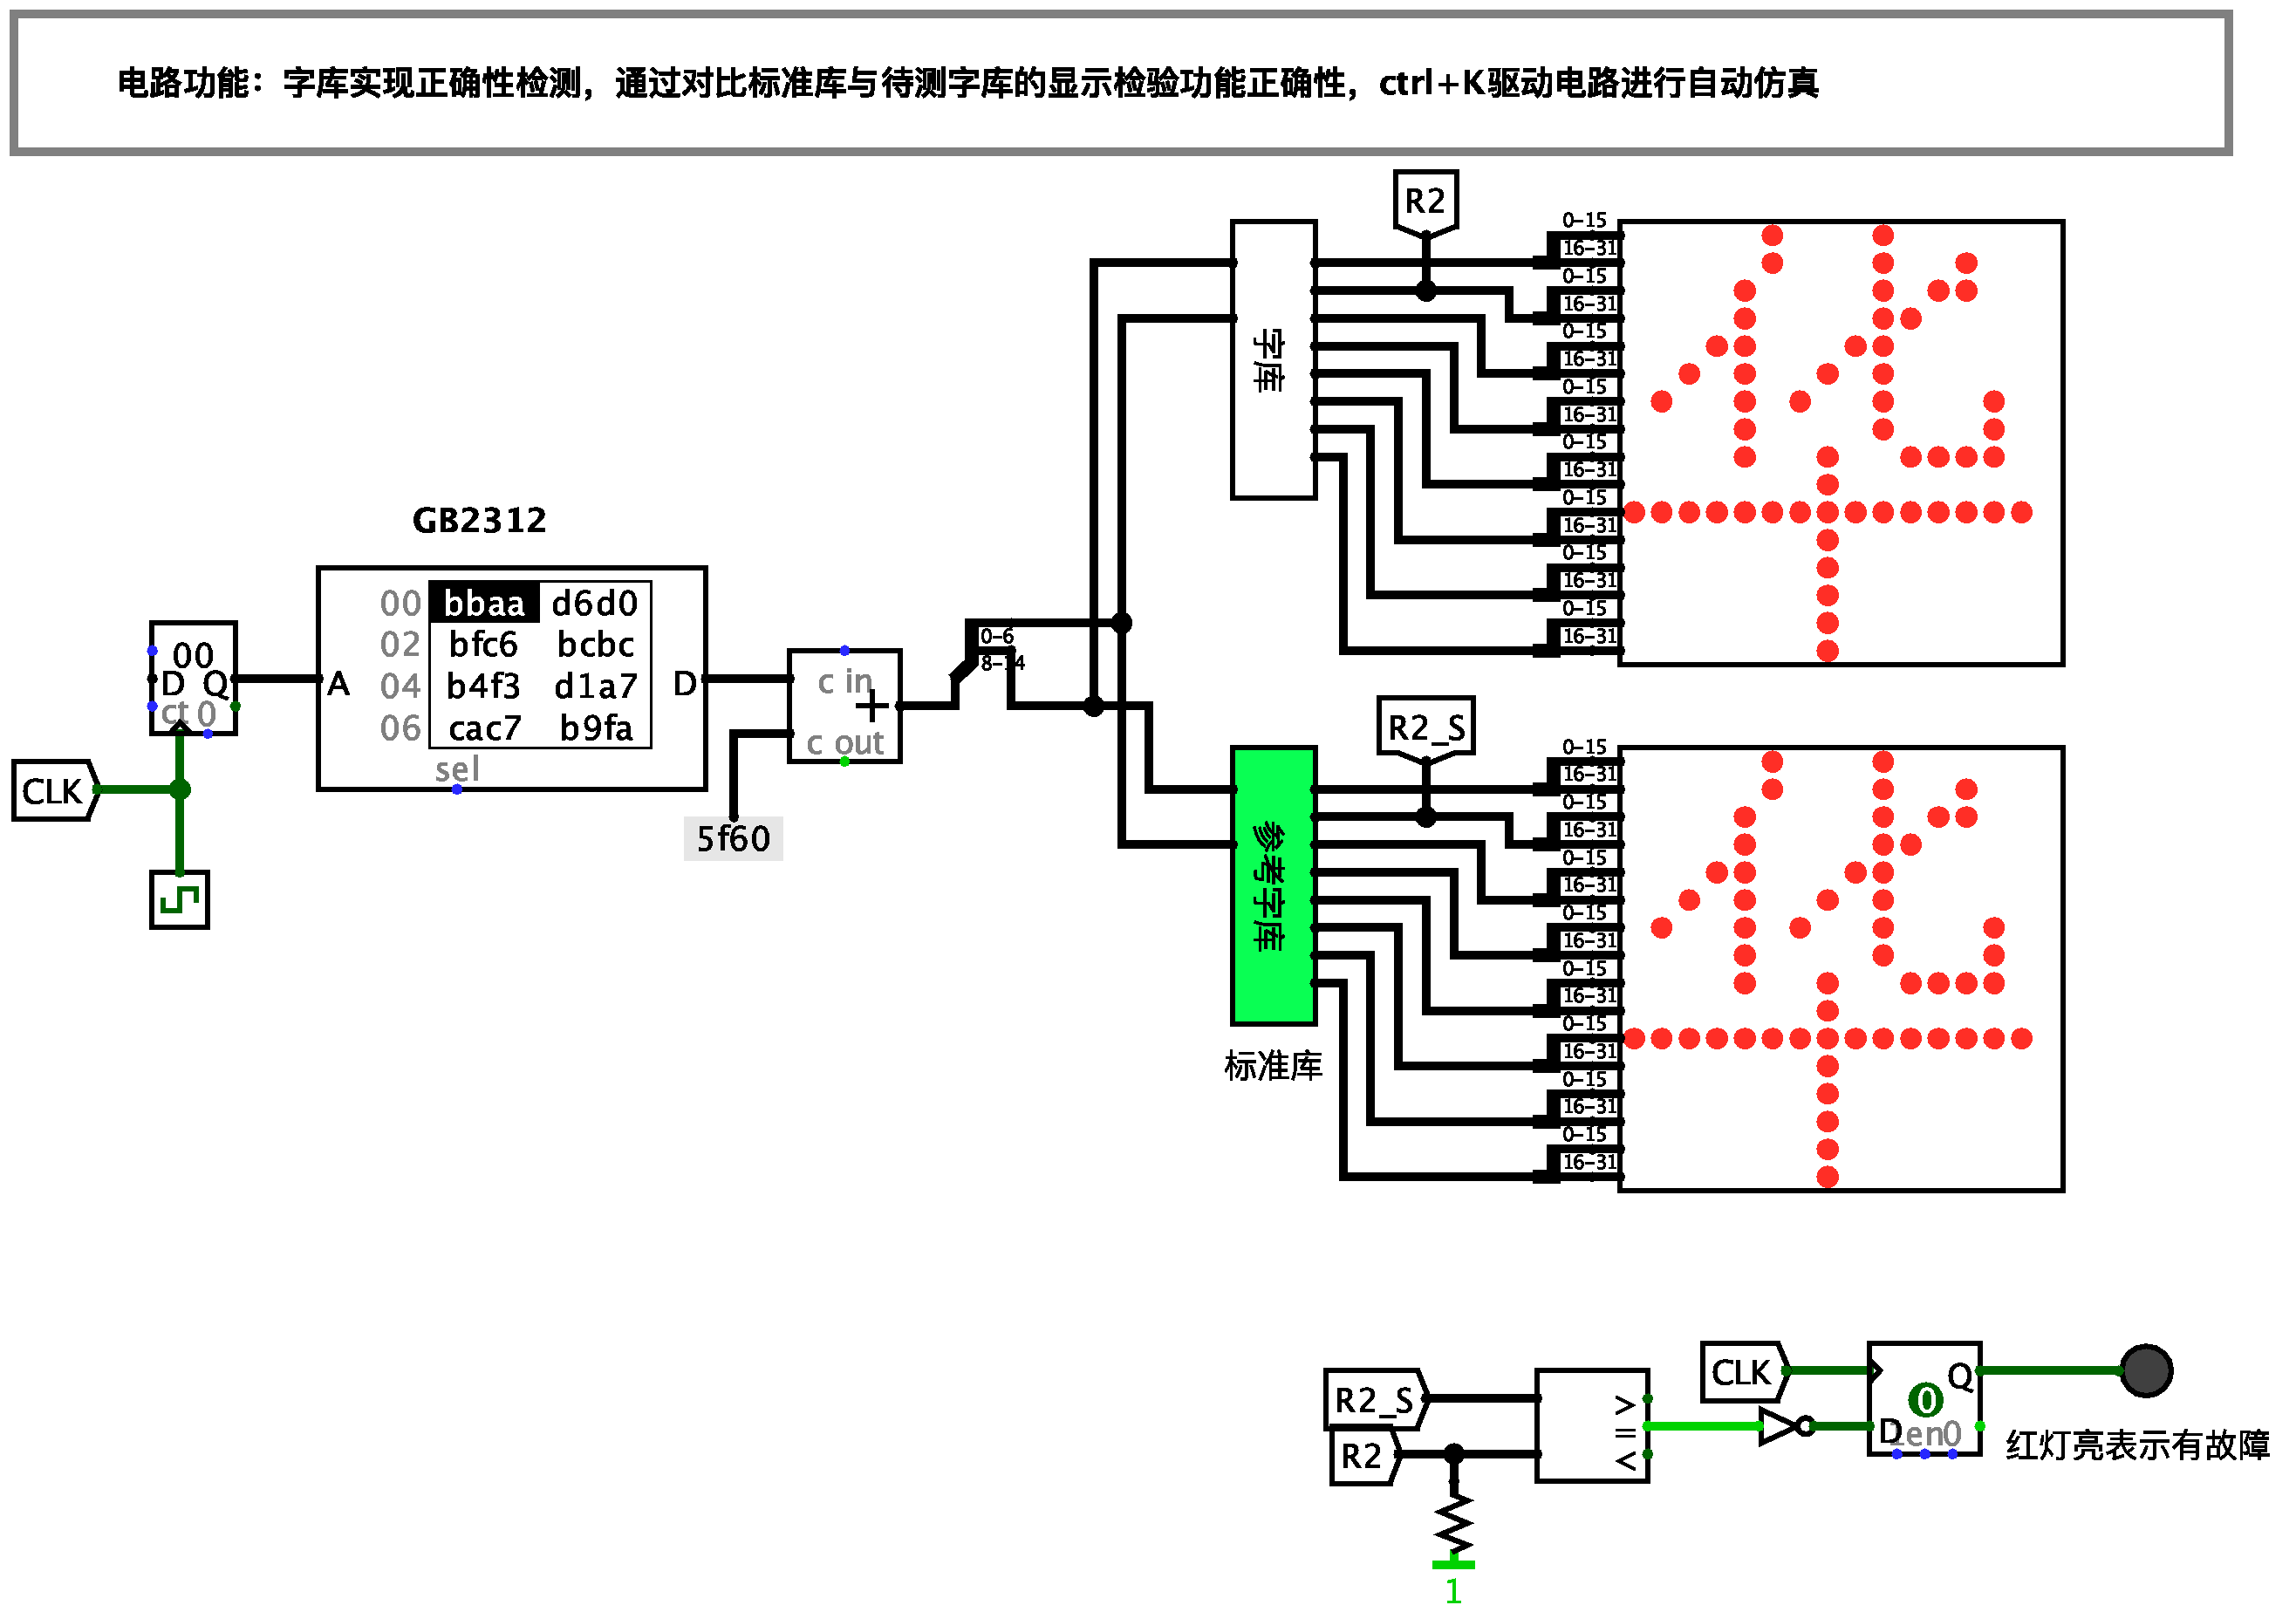 电路功能：字库实现正确性检测，通过对比标准库与待测字库的显示检验功能正确性，ctrl+K驱动电路进行自动仿真
R2
0-15
16-31
0-15
16-31
0-15
16-31
0-15
16-31
0-15
16-31
0-15
16-31
0-15
16-31
0-15
16-31
字库
GB2312
00 bbaa d6d0
02 bfc6 bcbc
04 b4f3 d1a7
06 cac7 b9fa
A
D
sel
00
D Q
ct 0
CLK
c in
+
c out
5f60
0-6
8-14
R2_S
0-15
16-31
0-15
16-31
0-15
16-31
0-15
16-31
0-15
16-31
0-15
16-31
0-15
16-31
0-15
16-31
参考字库
标准库
R2_S
R2
>
=
<
1
CLK
Q
0
D en0
红灯亮表示有故障